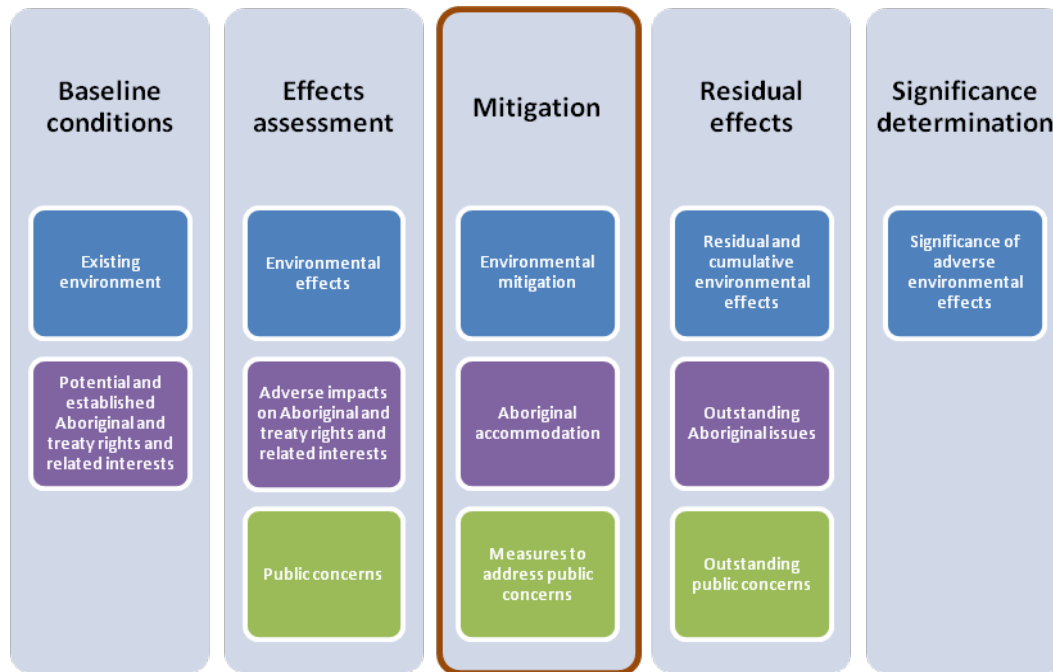 Baseline
conditions
Existing
environment
Potential and
established
Aboriginal and
treaty rights and
related interests
Effects
assessment
Environmental
effects
Adverse impacts
on Aboriginal and
treaty rights and
related interests
Public concerns
Mitigation
Environmental
mitigation
Aboriginal
accommodation
Measures to
address public
concerns
Residual
effects
Residual and
cumulative
environmental
effects
Outstanding
Aboriginal issues
Outstanding
public concerns
Significance
determination
Significance of
adverse
environmental
effects